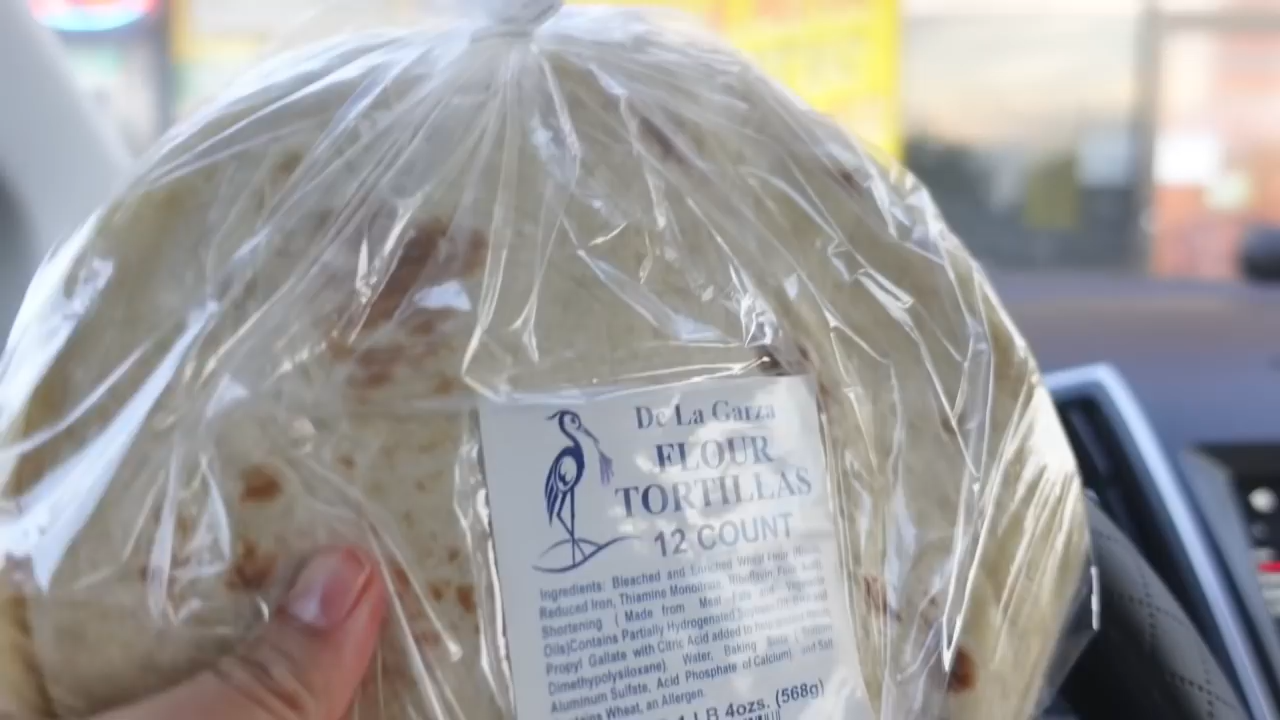 De La Garza
FLOUR
TORTILLAS
12 COUNT
Ingredients: Bleached and Enriched Wheat Flour
Reduced Iron, Thiamine Mononitrate, Riboflavin, Folic Acid),
Shortening ( Made from Meat Fats and Vegetable
Oils)Contains Partially Hydrogenated Soybean Oil
Propyl Gallate with Citric Acid added to help
Dimethypolysiloxane). Water, Baking Soda (
Aluminum Sulfate, Acid Phosphate of Calcium) and Salt
Wheat, an Allergen.
1 LB 4ozs. (568g)